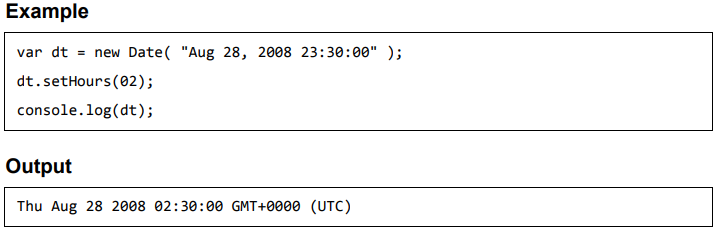 Example
var dt = new Date( "Aug 28, 2008 23:30:00" );
dt.setHours(02);
console.log(dt);
Output
Thu Aug 28 2008 02:30:00 GMT+0000 (UTC)